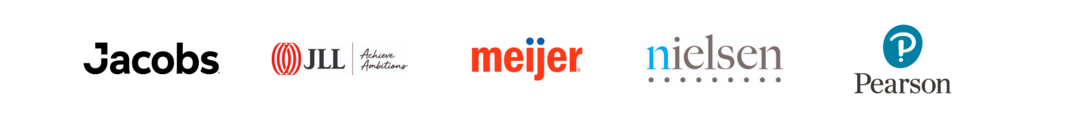 Jacobs
JLL Achieve Ambitions
meijer
nielsen
Pearson